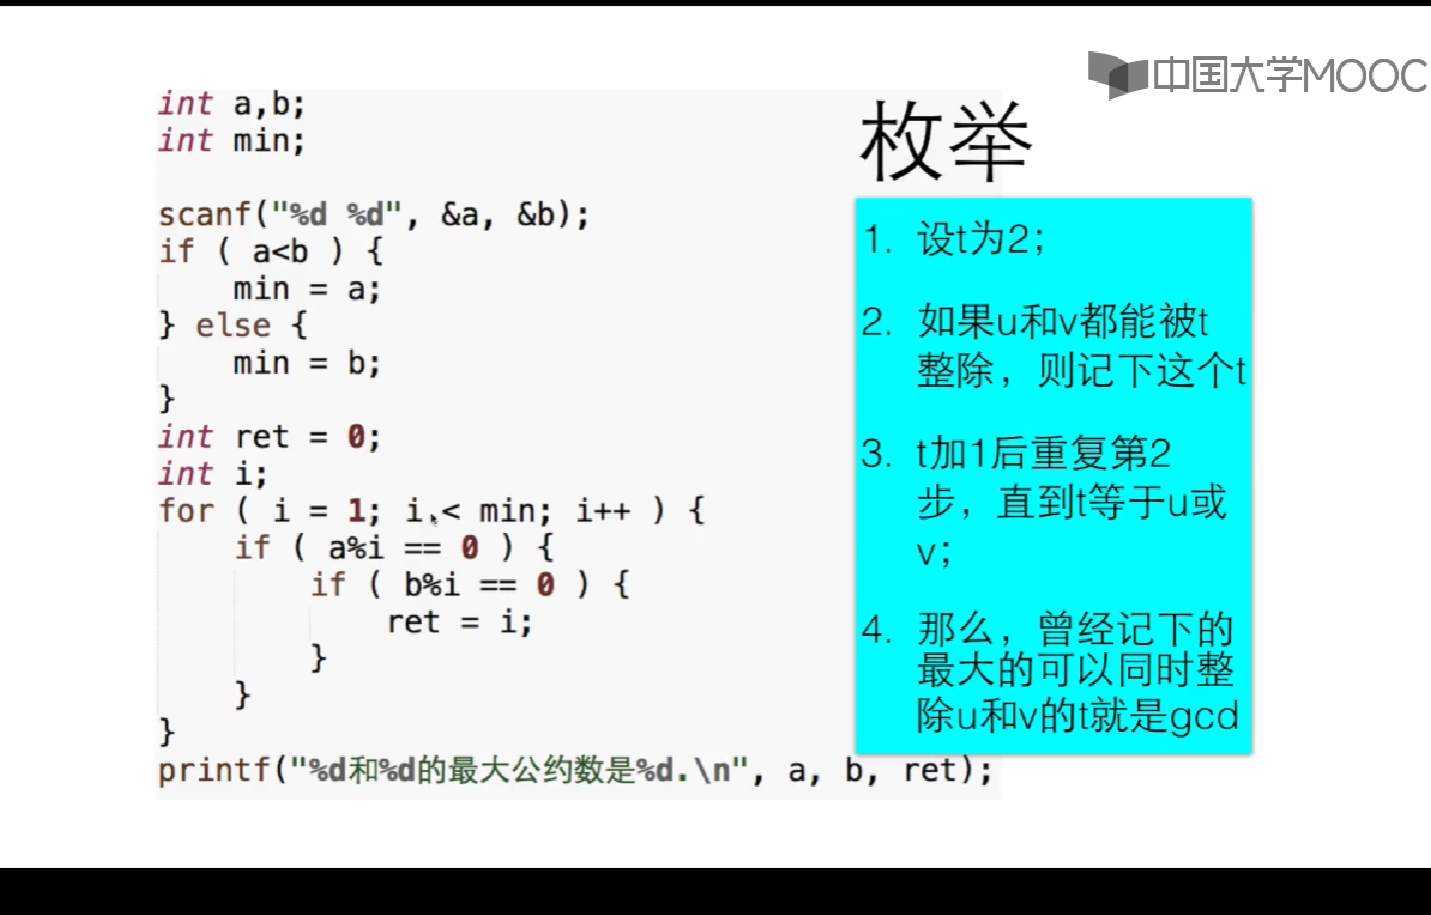 中国大学MOOC
int a,b;
int min;
scanf("%d %d", &a, &b);
if ( a<b ) {
    min = a;
} else {
    min = b;
}
int ret = 0;
int i;
for ( i = 1; i < min; i++ ) {
    if ( a%i == 0 ) {
        if ( b%i == 0 ) {
            ret = i;
        }
    }
}
printf("%d和%d的最大公约数是%d.\n", a, b, ret);
枚举
1. 设t为2；
2. 如果u和v都能被t
整除，则记下这个t
3. t加1后重复第2
步，直到t等于u或
v；
4. 那么，曾经记下的
最大的可以同时整
除u和v的t就是gcd